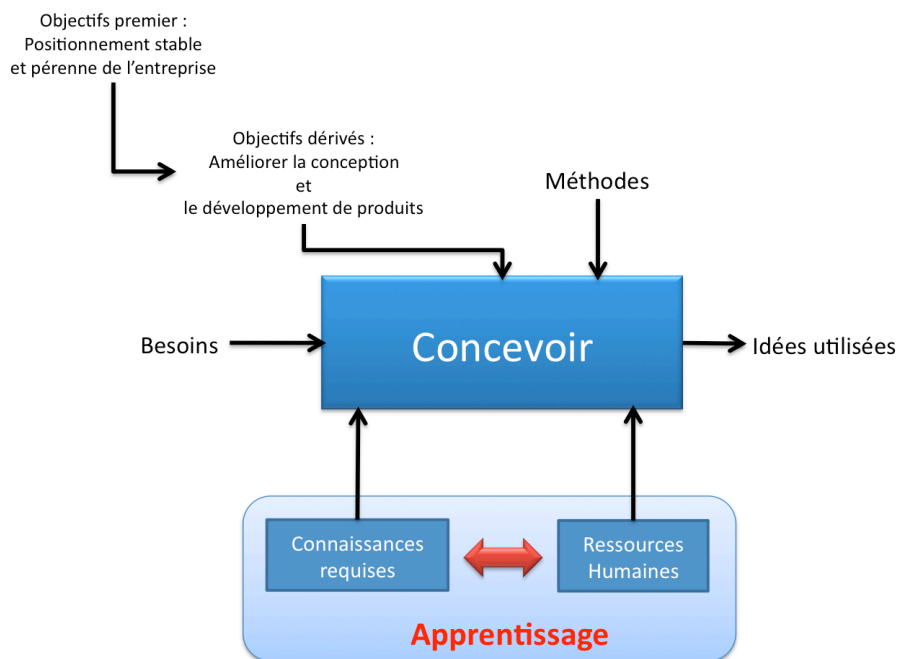 Objectifs premier :
Positionnement stable
et pérenne de l'entreprise
Objectifs dérivés :
Améliorer la conception
et
le développement de produits
Méthodes
Besoins
Concevoir
Idées utilisées
Connaissances
requises
Ressources
Humaines
Apprentissage